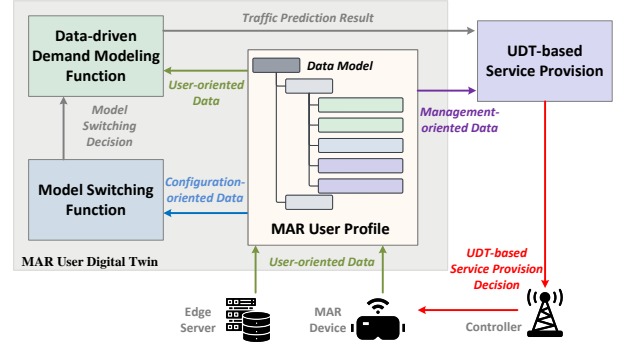 Traffic Prediction Result
Data-driven
Demand Modeling
Function
UDT-based
Service Provision
Data Model
User-oriented
Data
Management-
oriented Data
Model
Switching
Decision
Model Switching
Function
Configuration-
oriented Data
MAR User Profile
MAR User Digital Twin
User-oriented Data
UDT-based
Service Provision
Decision
Edge
Server
MAR
Device
Controller